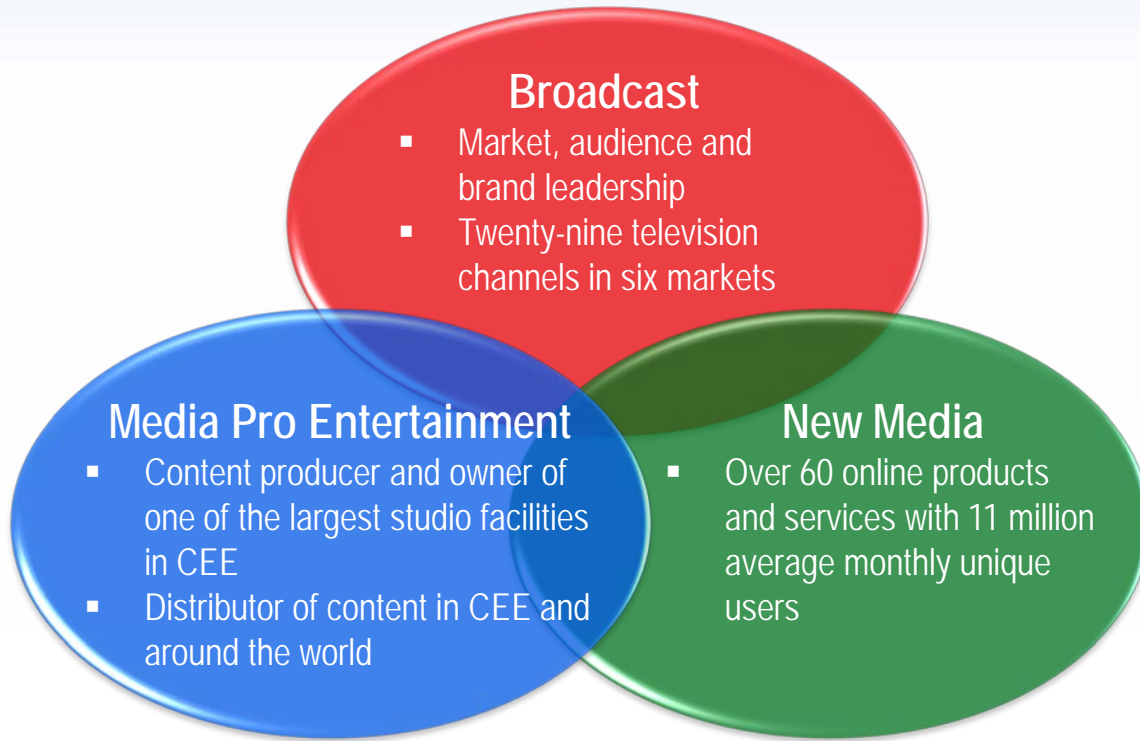 Broadcast
▪ Market, audience and
brand leadership
▪ Twenty-nine television
channels in six markets
Media Pro Entertainment
▪ Content producer and owner of
one of the largest studio facilities
in CEE
▪ Distributor of content in CEE and
around the world
New Media
▪ Over 60 online products
and services with 11 million
average monthly unique
users